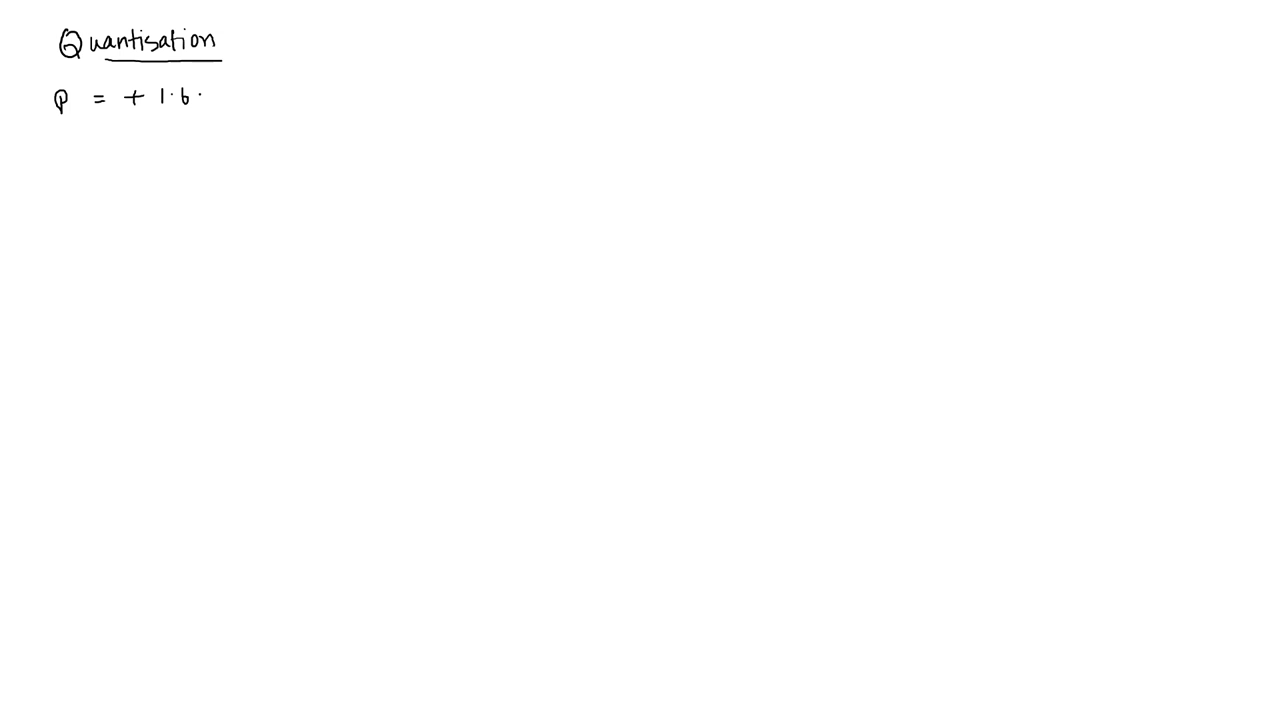 Quantisation
p = + 1.6.